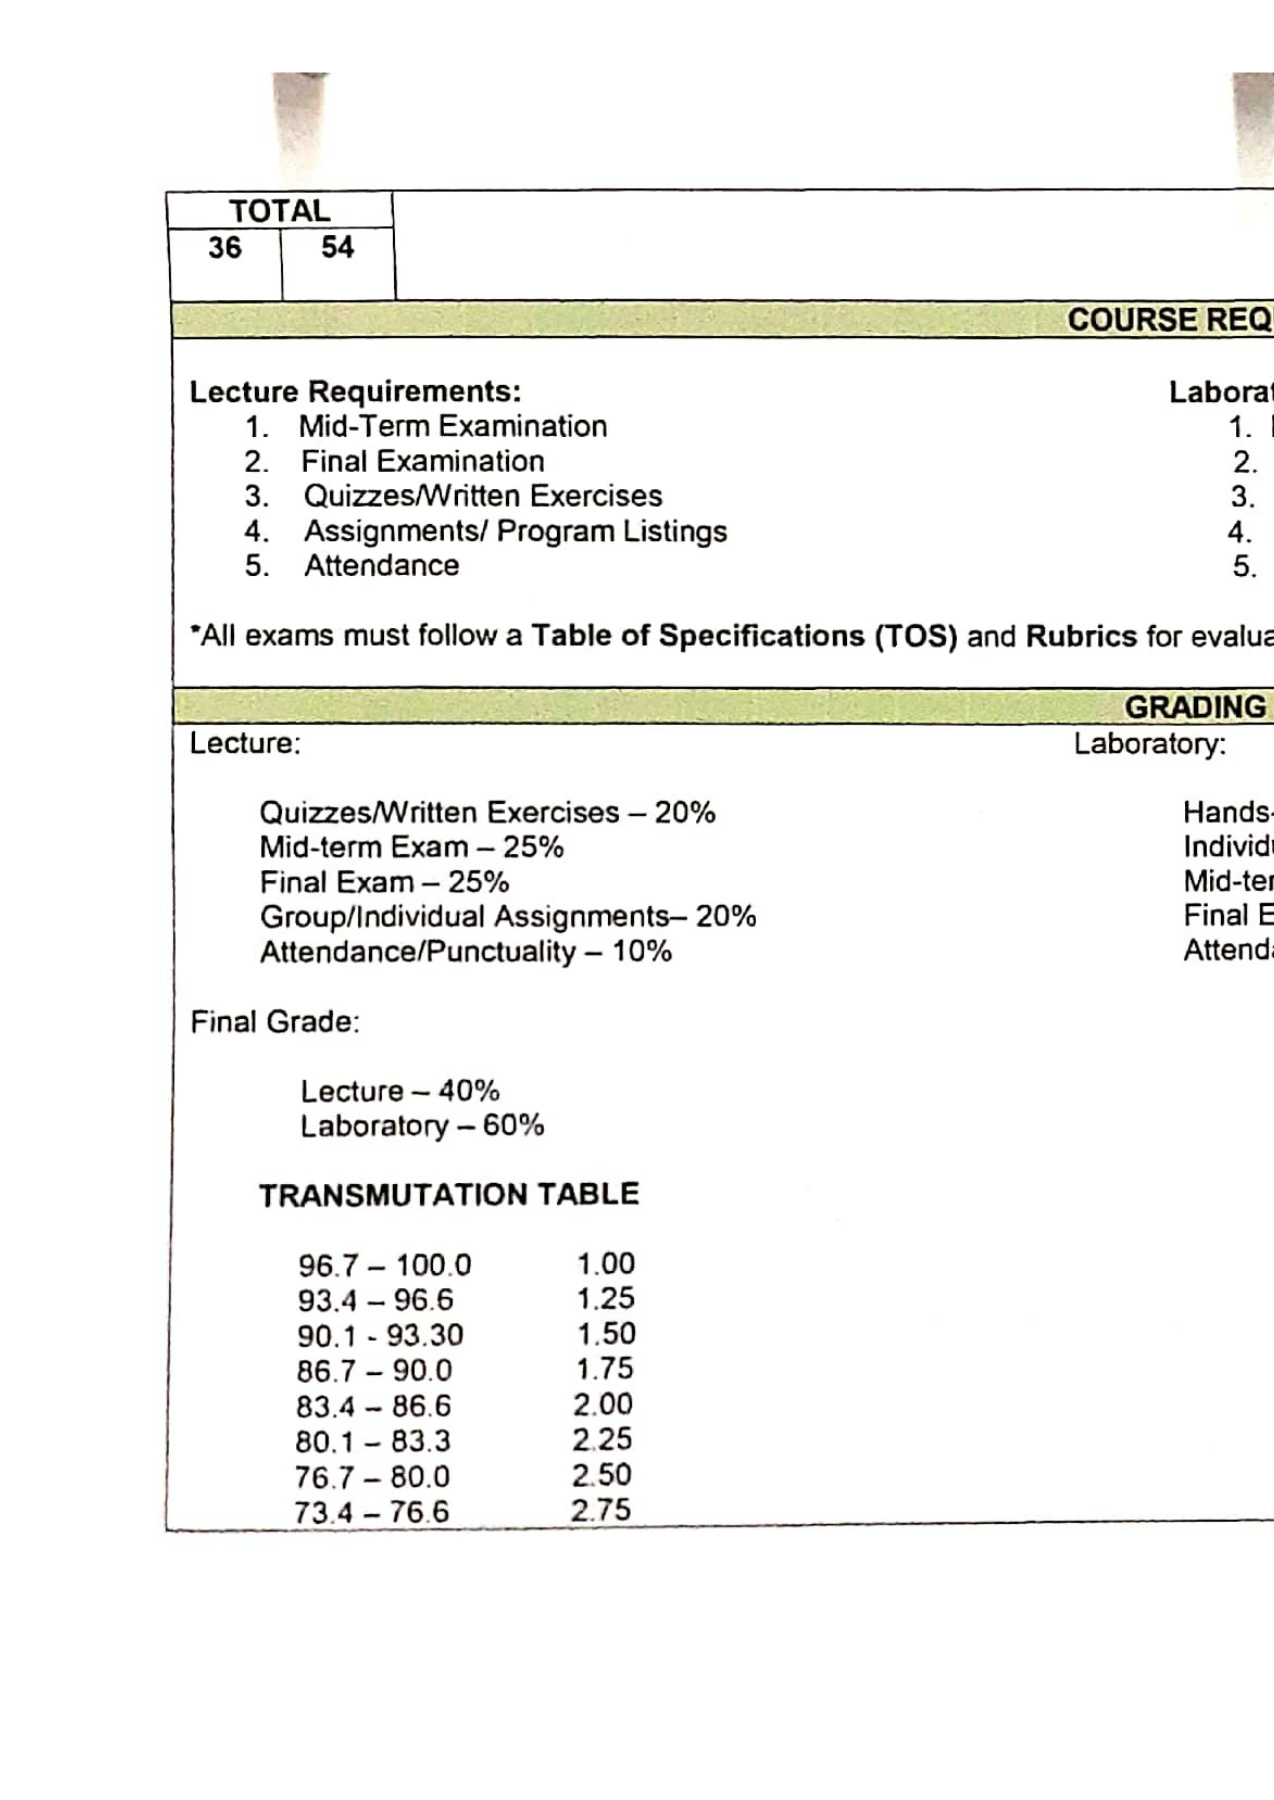 TOTAL
36 54
COURSE REQ
Lecture Requirements:
1. Mid-Term Examination
2. Final Examination
3. Quizzes/Written Exercises
4. Assignments/ Program Listings
5. Attendance
Laborat
1.
2.
3.
4.
5.
*All exams must follow a Table of Specifications (TOS) and Rubrics for evalua
GRADING
Lecture:
Quizzes/Written Exercises – 20%
Mid-term Exam – 25%
Final Exam – 25%
Group/Individual Assignments– 20%
Attendance/Punctuality – 10%
Laboratory:
Hands-
Individ
Mid-ter
Final E
Attenda
Final Grade:
Lecture – 40%
Laboratory – 60%
TRANSMUTATION TABLE
96.7 – 100.0 1.00
93.4 – 96.6 1.25
90.1 - 93.30 1.50
86.7 – 90.0 1.75
83.4 – 86.6 2.00
80.1 – 83.3 2.25
76.7 – 80.0 2.50
73.4 – 76.6 2.75